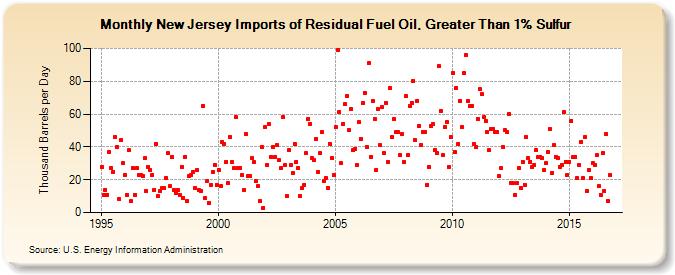 Monthly New Jersey Imports of Residual Fuel Oil, Greater Than 1% Sulfur
Thousand Barrels per Day
100
80
60
40
20
0
1995 2000 2005 2010 2015
Source: U.S. Energy Information Administration